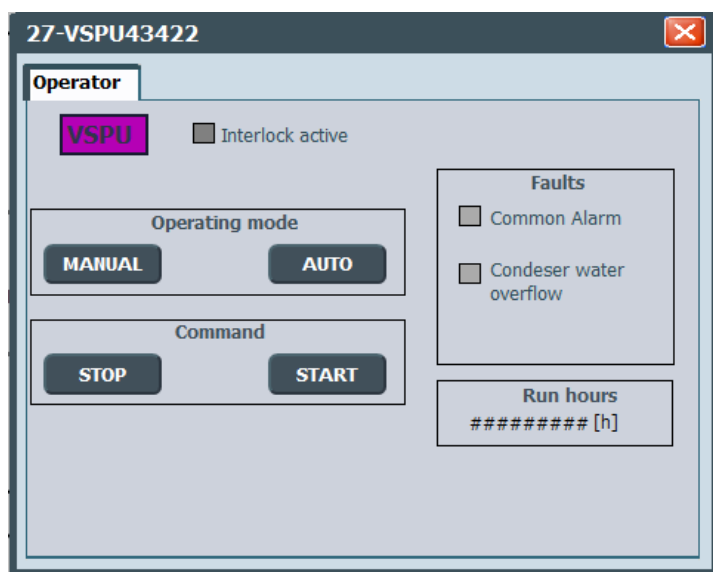 27-VSPU43422
Operator
VSPU
Interlock active
Operating mode
MANUAL
AUTO
Command
STOP
START
Faults
Common Alarm
Condeser water
overflow
Run hours
######### [h]